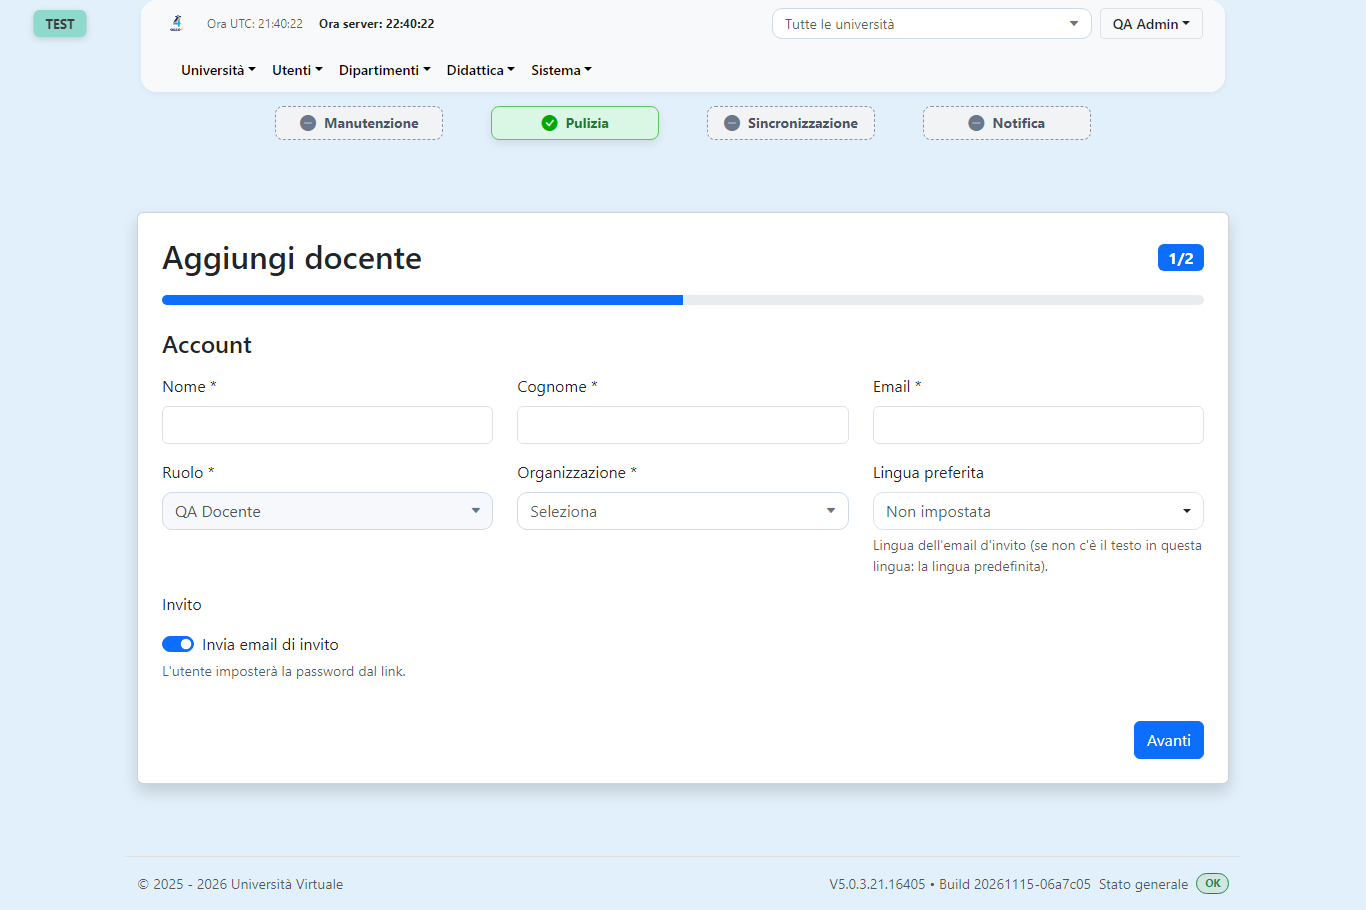 TEST
Ora UTC: 21:40:22 Ora server: 22:40:22
Tutte le università
QA Admin
Università Utenti Dipartimenti Didattica Sistema
Manutenzione Pulizia Sincronizzazione Notifica
Aggiungi docente
1/2
Account
Nome * Cognome * Email *
Ruolo * Organizzazione * Lingua preferita
QA Docente Seleziona Non impostata
Lingua dell'email d'invito (se non c'è il testo in questa
lingua: la lingua predefinita).
Invito
Invia email di invito
L'utente imposterà la password dal link.
Avanti
© 2025 - 2026 Università Virtuale
V5.0.3.21.16405 • Build 20261115-06a7c05 Stato generale OK